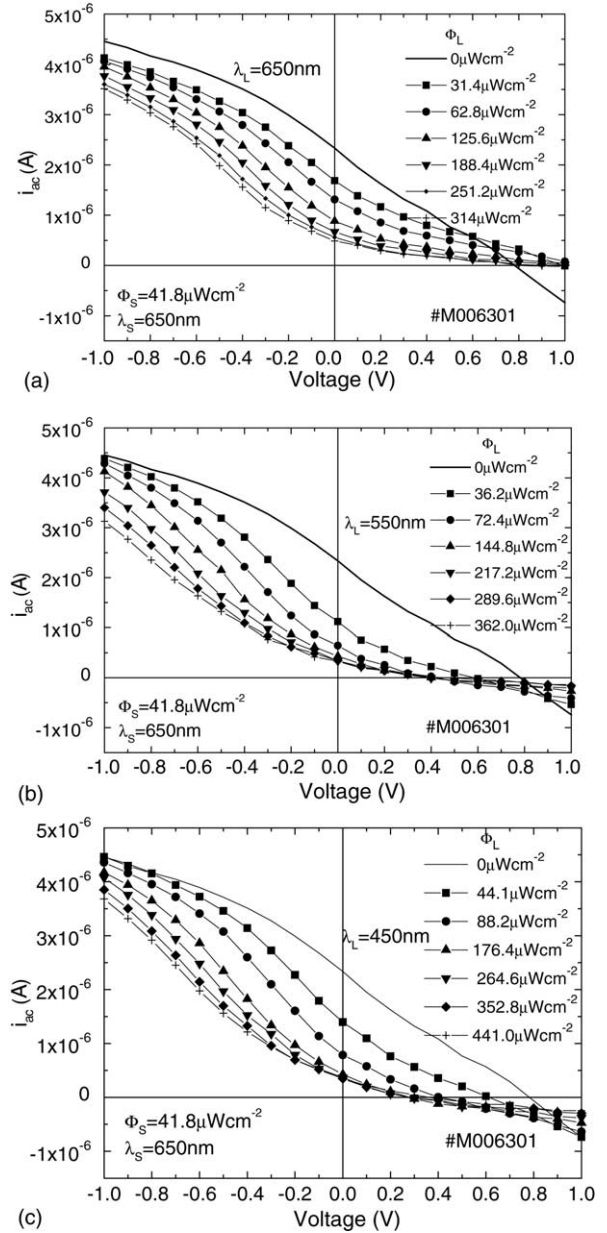 5x10⁻⁶
4x10⁻⁶
3x10⁻⁶
2x10⁻⁶
1x10⁻⁶
0
-1x10⁻⁶
i_ac (A)
λ_L=650nm
Φ_L
0μWcm⁻²
31.4μWcm⁻²
62.8μWcm⁻²
125.6μWcm⁻²
188.4μWcm⁻²
251.2μWcm⁻²
314μWcm⁻²
Φ_S=41.8μWcm⁻²
λ_S=650nm
#M006301
-1.0 -0.8 -0.6 -0.4 -0.2 0.0 0.2 0.4 0.6 0.8 1.0
(a) Voltage (V)
5x10⁻⁶
4x10⁻⁶
3x10⁻⁶
2x10⁻⁶
1x10⁻⁶
0
-1x10⁻⁶
i_ac (A)
λ_L=550nm
Φ_L
0μWcm⁻²
36.2μWcm⁻²
72.4μWcm⁻²
144.8μWcm⁻²
217.2μWcm⁻²
289.6μWcm⁻²
362.0μWcm⁻²
Φ_S=41.8μWcm⁻²
λ_S=650nm
#M006301
-1.0 -0.8 -0.6 -0.4 -0.2 0.0 0.2 0.4 0.6 0.8 1.0
(b) Voltage (V)
5x10⁻⁶
4x10⁻⁶
3x10⁻⁶
2x10⁻⁶
1x10⁻⁶
0
-1x10⁻⁶
i_ac (A)
λ_L=450nm
Φ_L
0μWcm⁻²
44.1μWcm⁻²
88.2μWcm⁻²
176.4μWcm⁻²
264.6μWcm⁻²
352.8μWcm⁻²
441.0μWcm⁻²
Φ_S=41.8μWcm⁻²
λ_S=650nm
#M006301
-1.0 -0.8 -0.6 -0.4 -0.2 0.0 0.2 0.4 0.6 0.8 1.0
(c) Voltage (V)